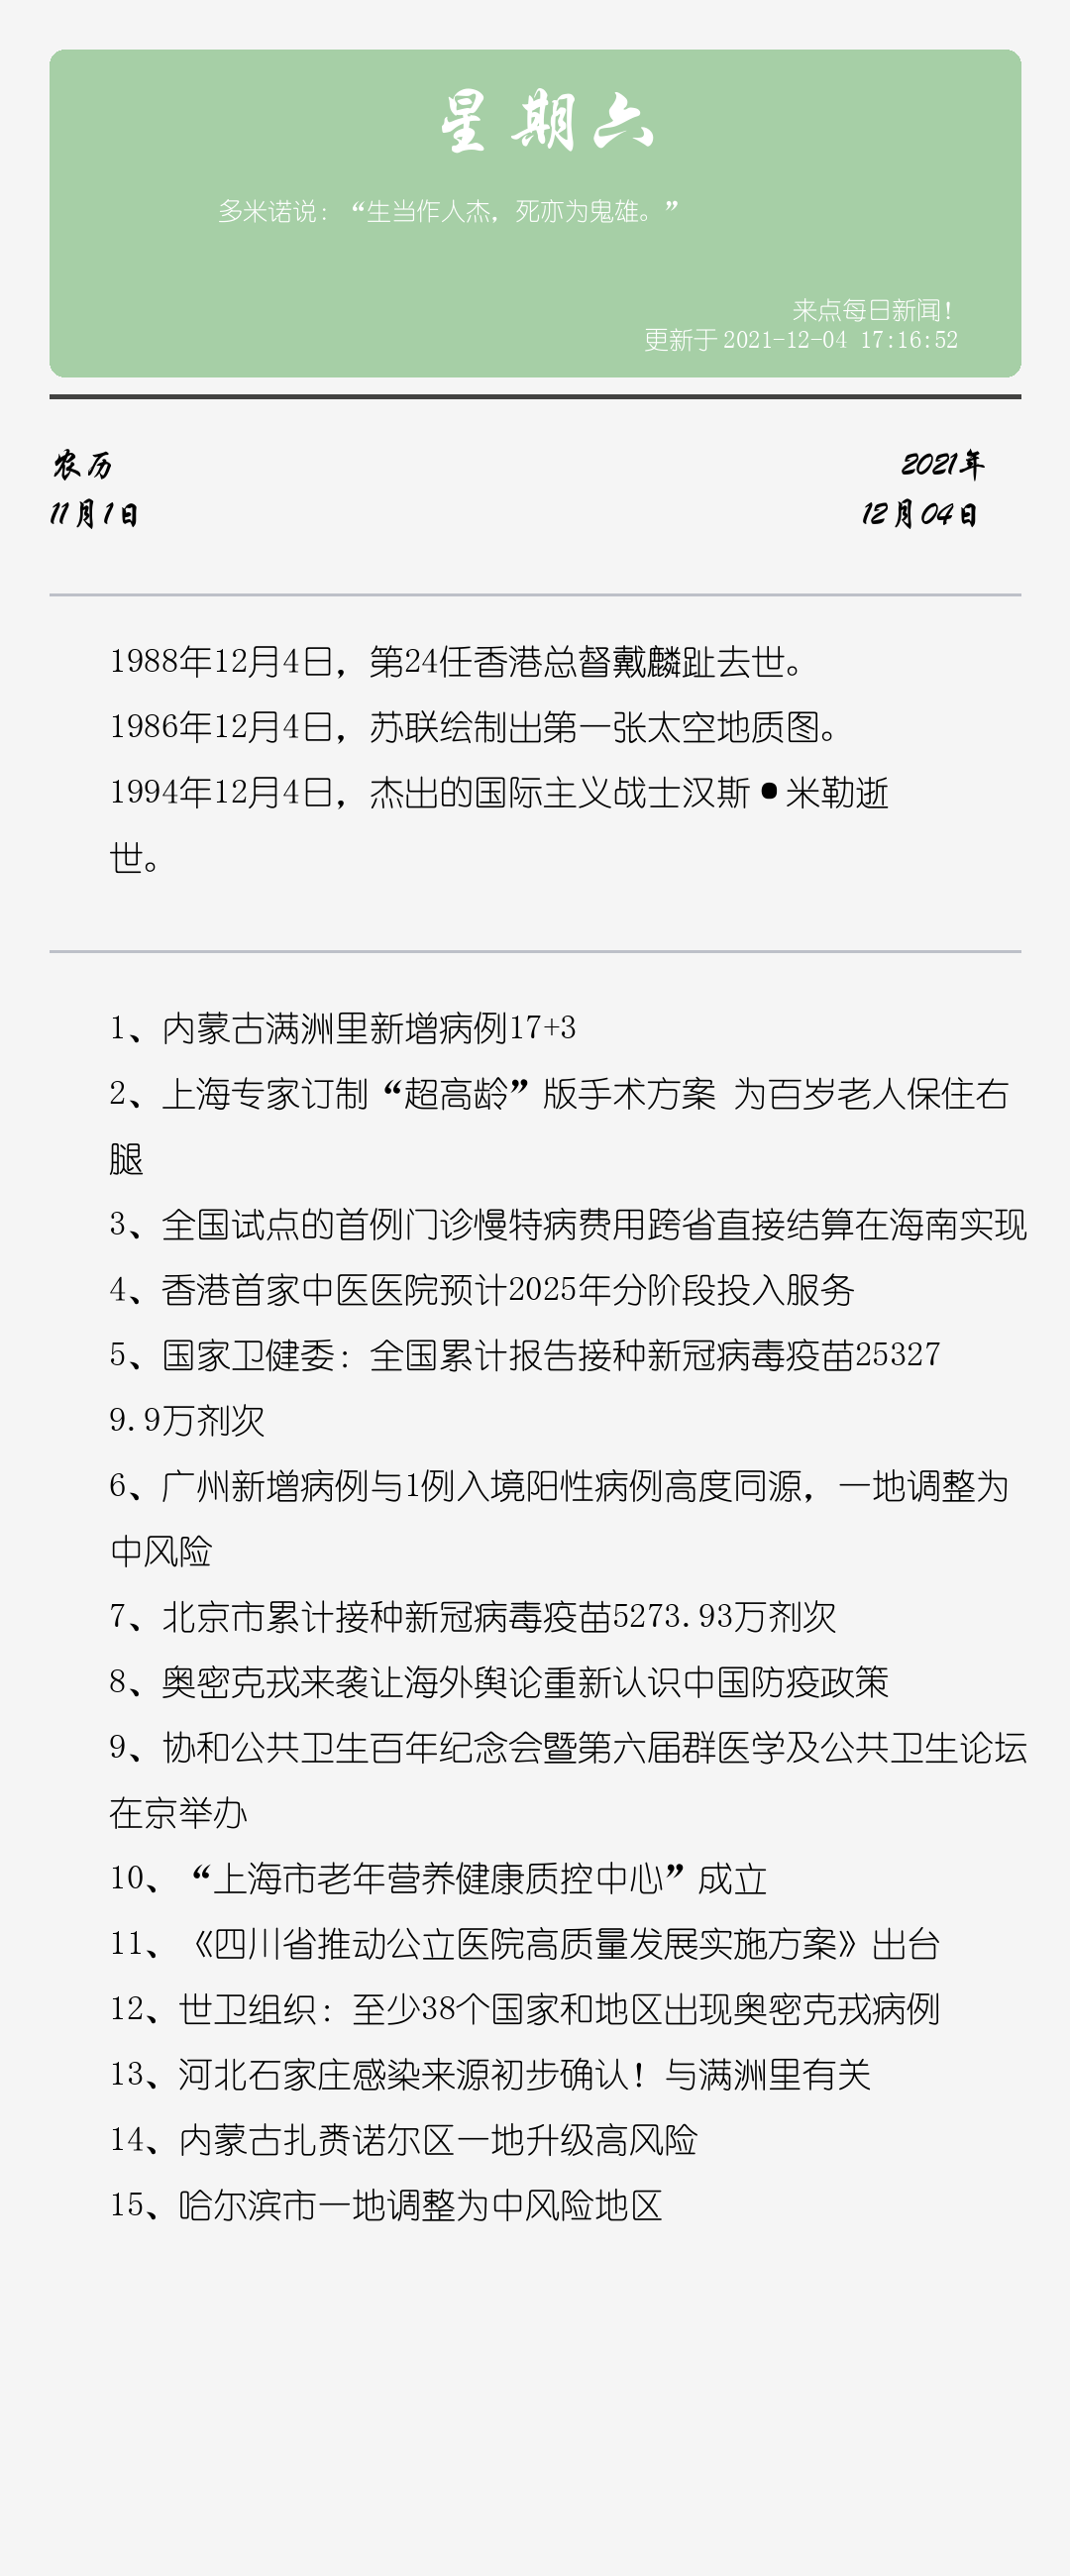 星期六
多米诺说：“生当作人杰，死亦为鬼雄。”
来点每日新闻！
更新于 2021-12-04 17:16:52
农历
2021年
11月1日
12月04日
1988年12月4日，第24任香港总督戴麟趾去世。
1986年12月4日，苏联绘制出第一张太空地质图。
1994年12月4日，杰出的国际主义战士汉斯•米勒逝
世。
1、内蒙古满洲里新增病例17+3
2、上海专家订制“超高龄”版手术方案 为百岁老人保住右
腿
3、全国试点的首例门诊慢特病费用跨省直接结算在海南实现
4、香港首家中医医院预计2025年分阶段投入服务
5、国家卫健委：全国累计报告接种新冠病毒疫苗25327
9.9万剂次
6、广州新增病例与1例入境阳性病例高度同源，一地调整为
中风险
7、北京市累计接种新冠病毒疫苗5273.93万剂次
8、奥密克戎来袭让海外舆论重新认识中国防疫政策
9、协和公共卫生百年纪念会暨第六届群医学及公共卫生论坛
在京举办
10、“上海市老年营养健康质控中心”成立
11、《四川省推动公立医院高质量发展实施方案》出台
12、世卫组织：至少38个国家和地区出现奥密克戎病例
13、河北石家庄感染来源初步确认！与满洲里有关
14、内蒙古扎赉诺尔区一地升级高风险
15、哈尔滨市一地调整为中风险地区